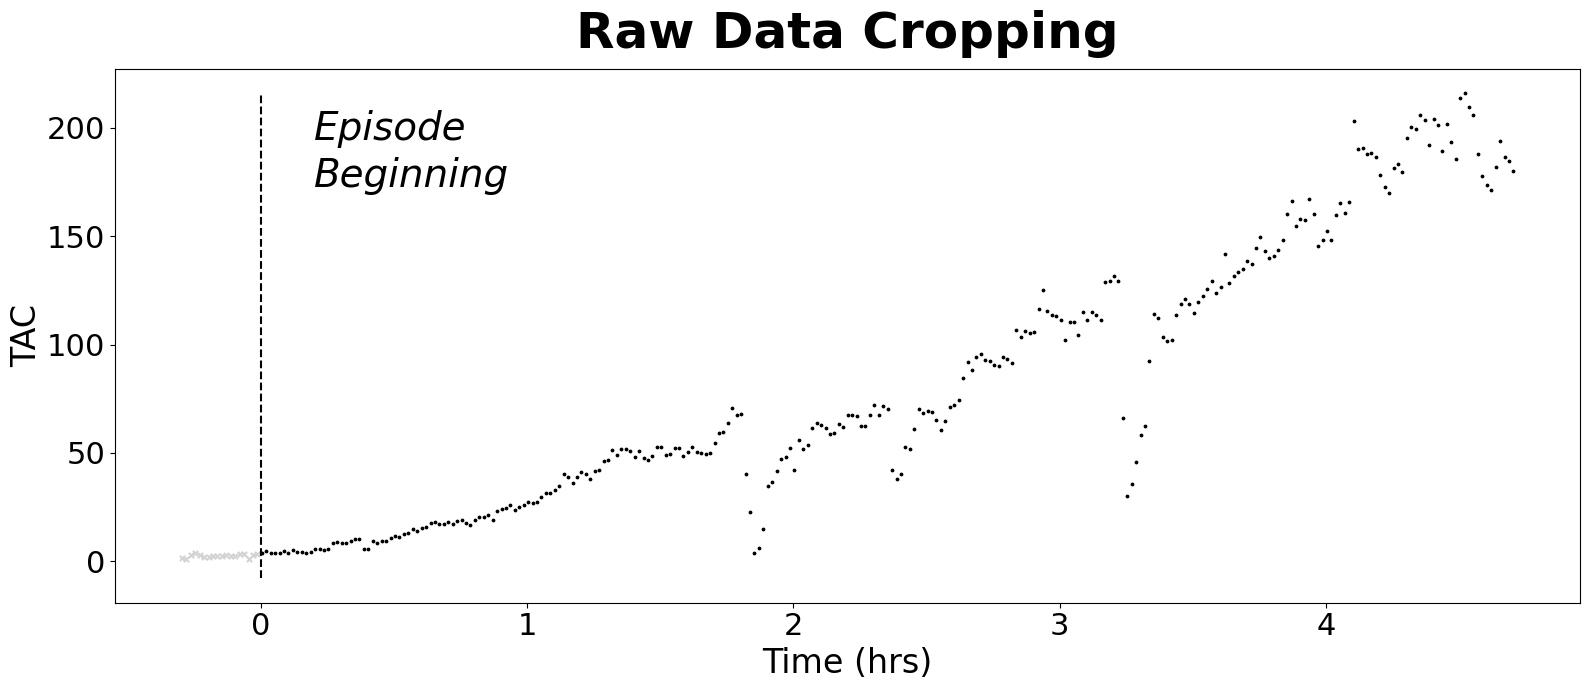 Raw Data Cropping
Episode
Beginning
TAC
200
150
100
50
0
0 1 2 3 4
Time (hrs)